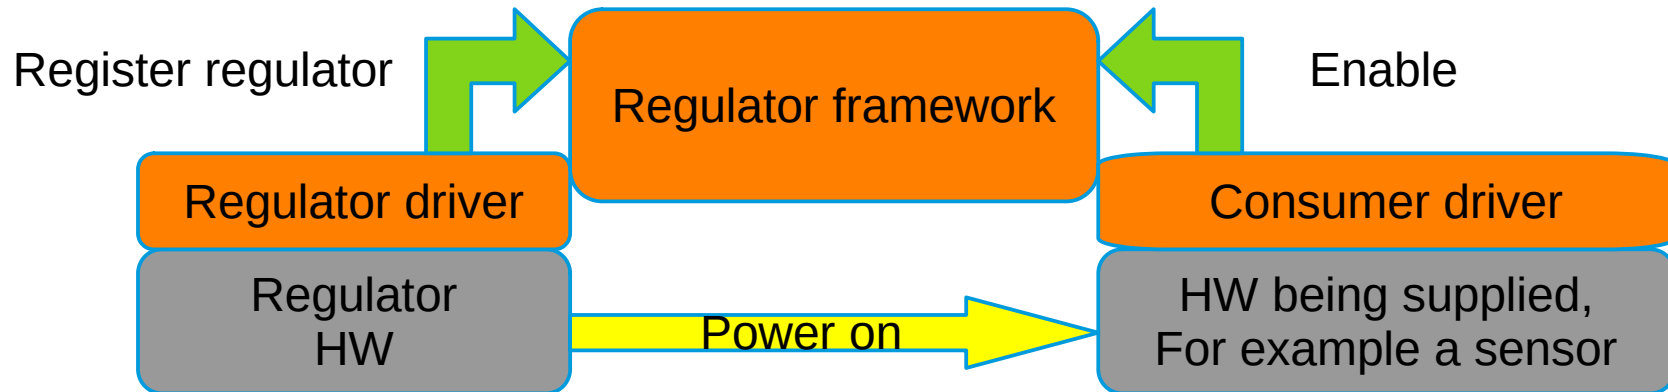 Register regulator
Regulator framework
Enable
Regulator driver
Consumer driver
Regulator
HW
Power on
HW being supplied,
For example a sensor